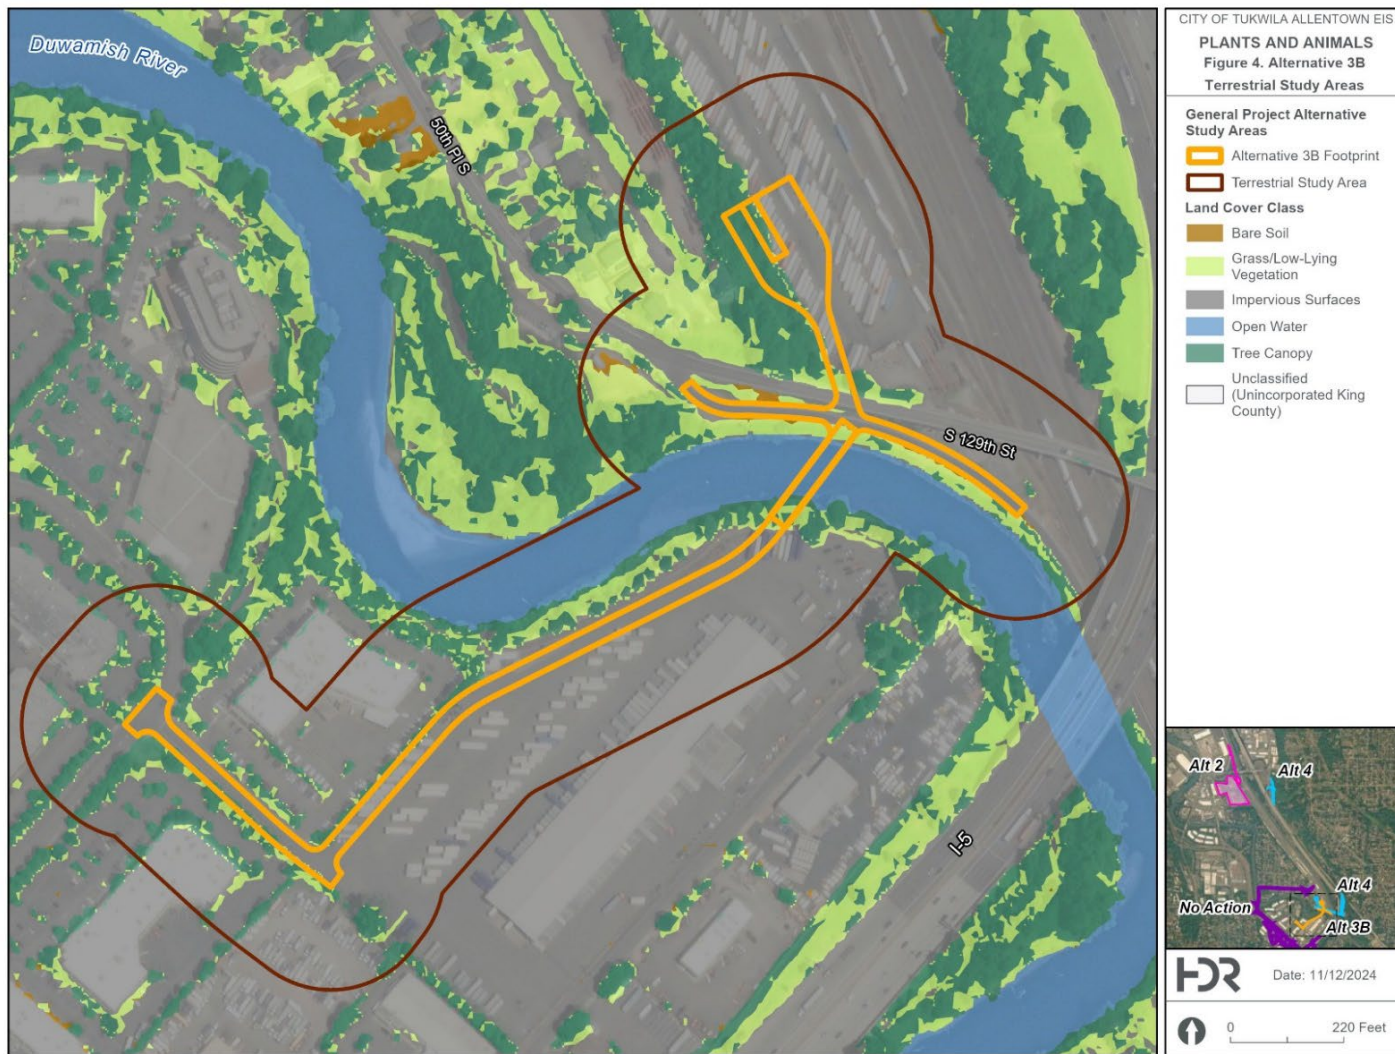 Duwamish River
50th Pl S
S 129th St
I-5
CITY OF TUKWILA ALLENTOWN EIS
PLANTS AND ANIMALS
Figure 4. Alternative 3B
Terrestrial Study Areas
General Project Alternative
Study Areas
Alternative 3B Footprint
Terrestrial Study Area
Land Cover Class
Bare Soil
Grass/Low-Lying
Vegetation
Impervious Surfaces
Open Water
Tree Canopy
Unclassified
(Unincorporated King
County)
Alt 2
Alt 4
Alt 4
No Action
Alt 3B
HDR
Date: 11/12/2024
0 220 Feet